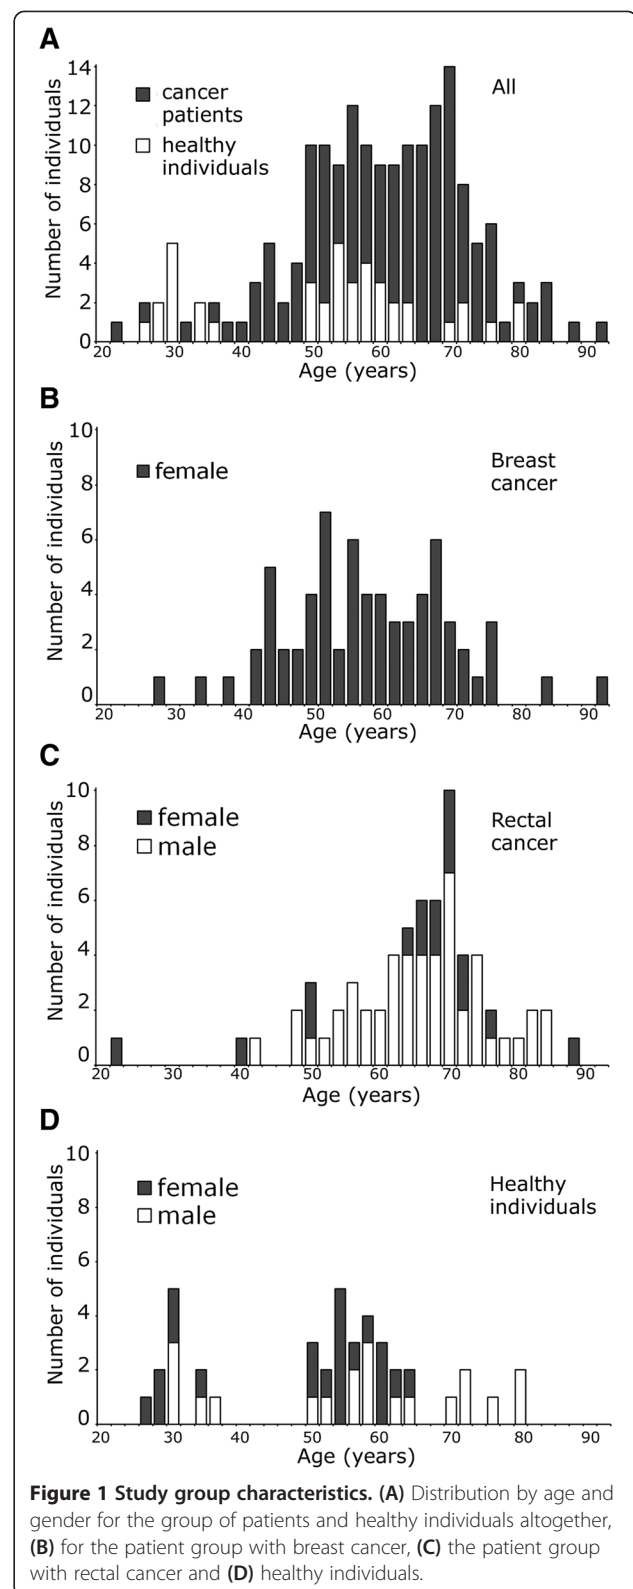 A
Number of individuals
14
12
10
8
6
4
2
0
cancer
patients
healthy
individuals
All
20 30 40 50 60 70 80 90
Age (years)
B
Number of individuals
10
8
6
4
2
0
female
Breast
cancer
20 30 40 50 60 70 80 90
Age (years)
C
Number of individuals
10
8
6
4
2
0
female
male
Rectal
cancer
20 30 40 50 60 70 80 90
Age (years)
D
Number of individuals
10
8
6
4
2
0
female
male
Healthy
individuals
20 30 40 50 60 70 80 90
Age (years)
Figure 1 Study group characteristics. (A) Distribution by age and
gender for the group of patients and healthy individuals altogether,
(B) for the patient group with breast cancer, (C) the patient group
with rectal cancer and (D) healthy individuals.